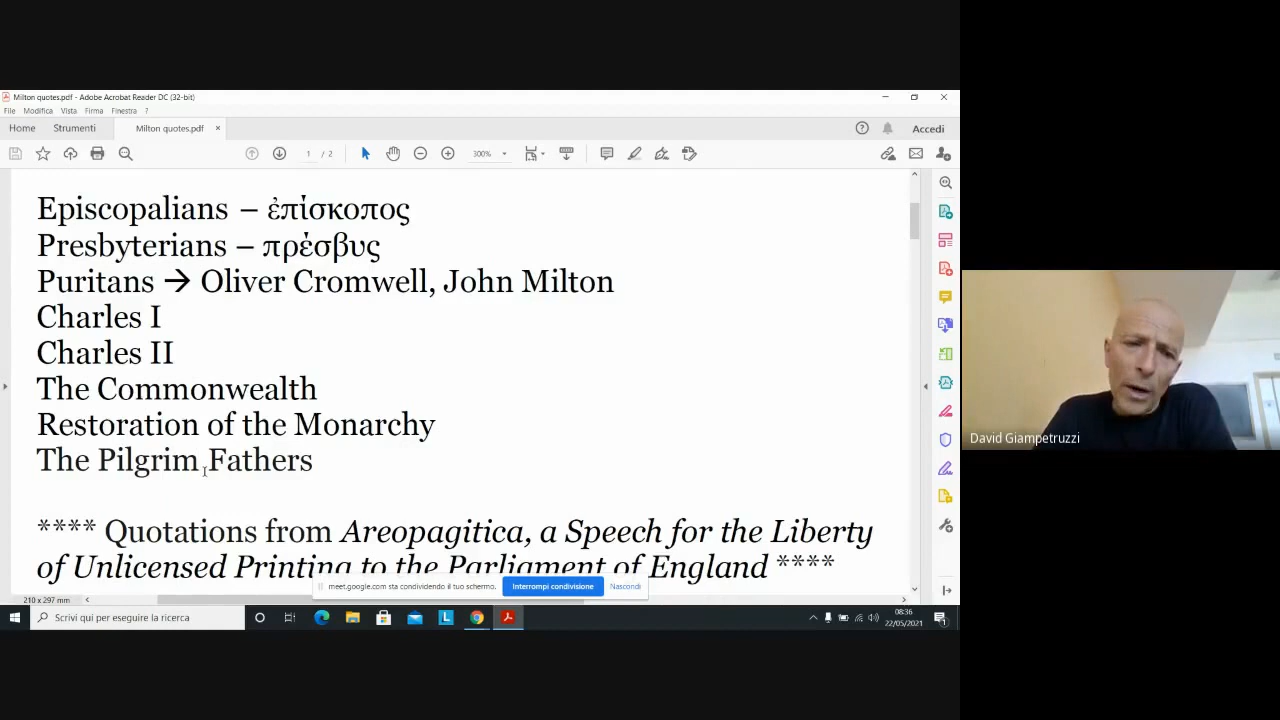 Milton quotes.pdf - Adobe Acrobat Reader DC (32-bit)
File Modifica Vista Firma Finestra ?
Home Strumenti Milton quotes.pdf × Accedi
1 / 2 300%
Episcopalians – ἐπίσκοπος
Presbyterians – πρέσβυς
Puritans → Oliver Cromwell, John Milton
Charles I
Charles II
The Commonwealth
Restoration of the Monarchy
The Pilgrim Fathers
**** Quotations from Areopagitica, a Speech for the Liberty
of Unlicensed Printing to the Parliament of England ****
meet.google.com sta condividendo il tuo schermo. Interrompi condivisione Nascondi
210 x 297 mm
Scrivi qui per eseguire la ricerca
L
08:36
22/05/2021
David Giampetruzzi